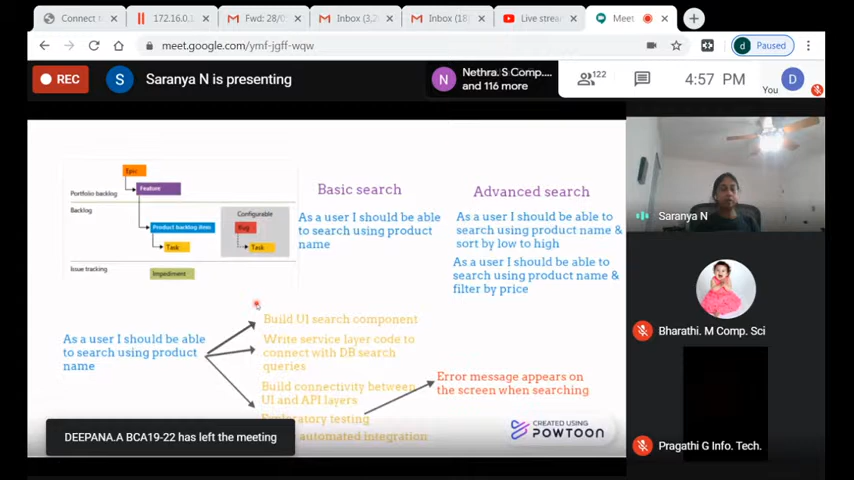 Connect t
172.16.0.1
Fwd: 28/0
Inbox (3,2
Inbox (18)
Live stream
Meet
meet.google.com/ymf-jgff-wqw
d
Paused
REC
S
Saranya N is presenting
N
Nethra. S Comp....
and 116 more
122
4:57 PM
You
D
Epic
Feature
Portfolio backlog
Backlog
Product backlog item
Task
Configurable
Bug
Task
Issue tracking
Impediment
Basic search
As a user I should be able
to search using product
name
Advanced search
As a user I should be able to
search using product name &
sort by low to high
As a user I should be able to
search using product name &
filter by price
As a user I should be able
to search using product
name
Build UI search component
Write service layer code to
connect with DB search
queries
Build connectivity between
UI and API layers
Exploratory testing
automated integration
Error message appears on
the screen when searching
CREATED USING
POWTOON
DEEPANA.A BCA19-22 has left the meeting
Saranya N
Bharathi. M Comp. Sci
Pragathi G Info. Tech.